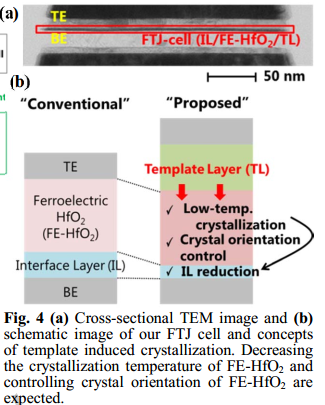 (a)
TE
BE
FTJ-cell (IL/FE-HfO₂/TL)
50 nm
(b)
"Conventional"
"Proposed"
TE
Ferroelectric
HfO₂
(FE-HfO₂)
Interface Layer (IL)
BE
Template Layer (TL)
✓ Low-temp.
crystallization
✓ Crystal orientation
control
✓ IL reduction
Fig. 4 (a) Cross-sectional TEM image and (b)
schematic image of our FTJ cell and concepts
of template induced crystallization. Decreasing
the crystallization temperature of FE-HfO₂ and
controlling crystal orientation of FE-HfO₂ are
expected.